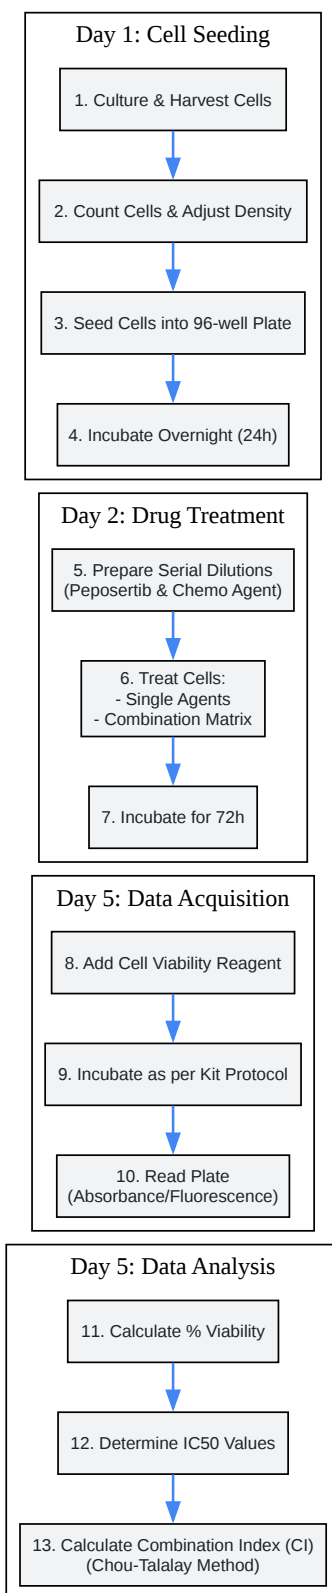 Day 1: Cell Seeding
1. Culture & Harvest Cells
2. Count Cells & Adjust Density
3. Seed Cells into 96-well Plate
4. Incubate Overnight (24h)
Day 2: Drug Treatment
5. Prepare Serial Dilutions
(Peposertib & Chemo Agent)
6. Treat Cells:
- Single Agents
- Combination Matrix
7. Incubate for 72h
Day 5: Data Acquisition
8. Add Cell Viability Reagent
9. Incubate as per Kit Protocol
10. Read Plate
(Absorbance/Fluorescence)
Day 5: Data Analysis
11. Calculate % Viability
12. Determine IC50 Values
13. Calculate Combination Index (CI)
(Chou-Talalay Method)